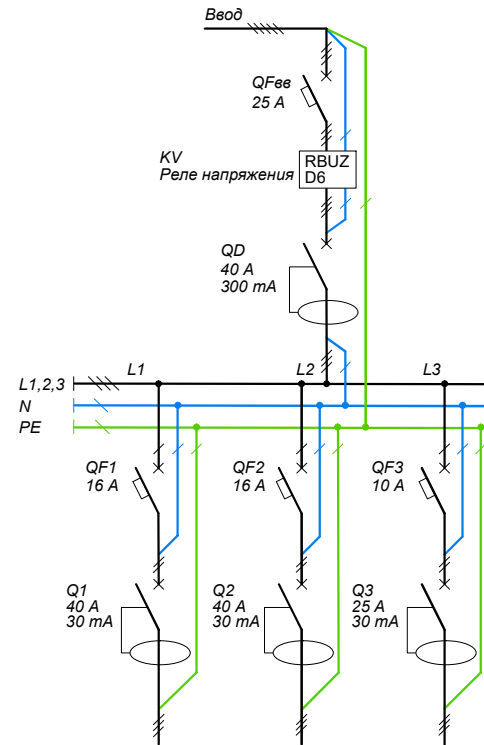 Ввод
QFвв
25 A
KV
Реле напряжения
RBUZ
D6
QD
40 A
300 mA
L1 L2 L3
L1,2,3
N
PE
QF1 QF2 QF3
16 A 16 A 10 A
Q1 Q2 Q3
40 A 40 A 25 A
30 mA 30 mA 30 mA